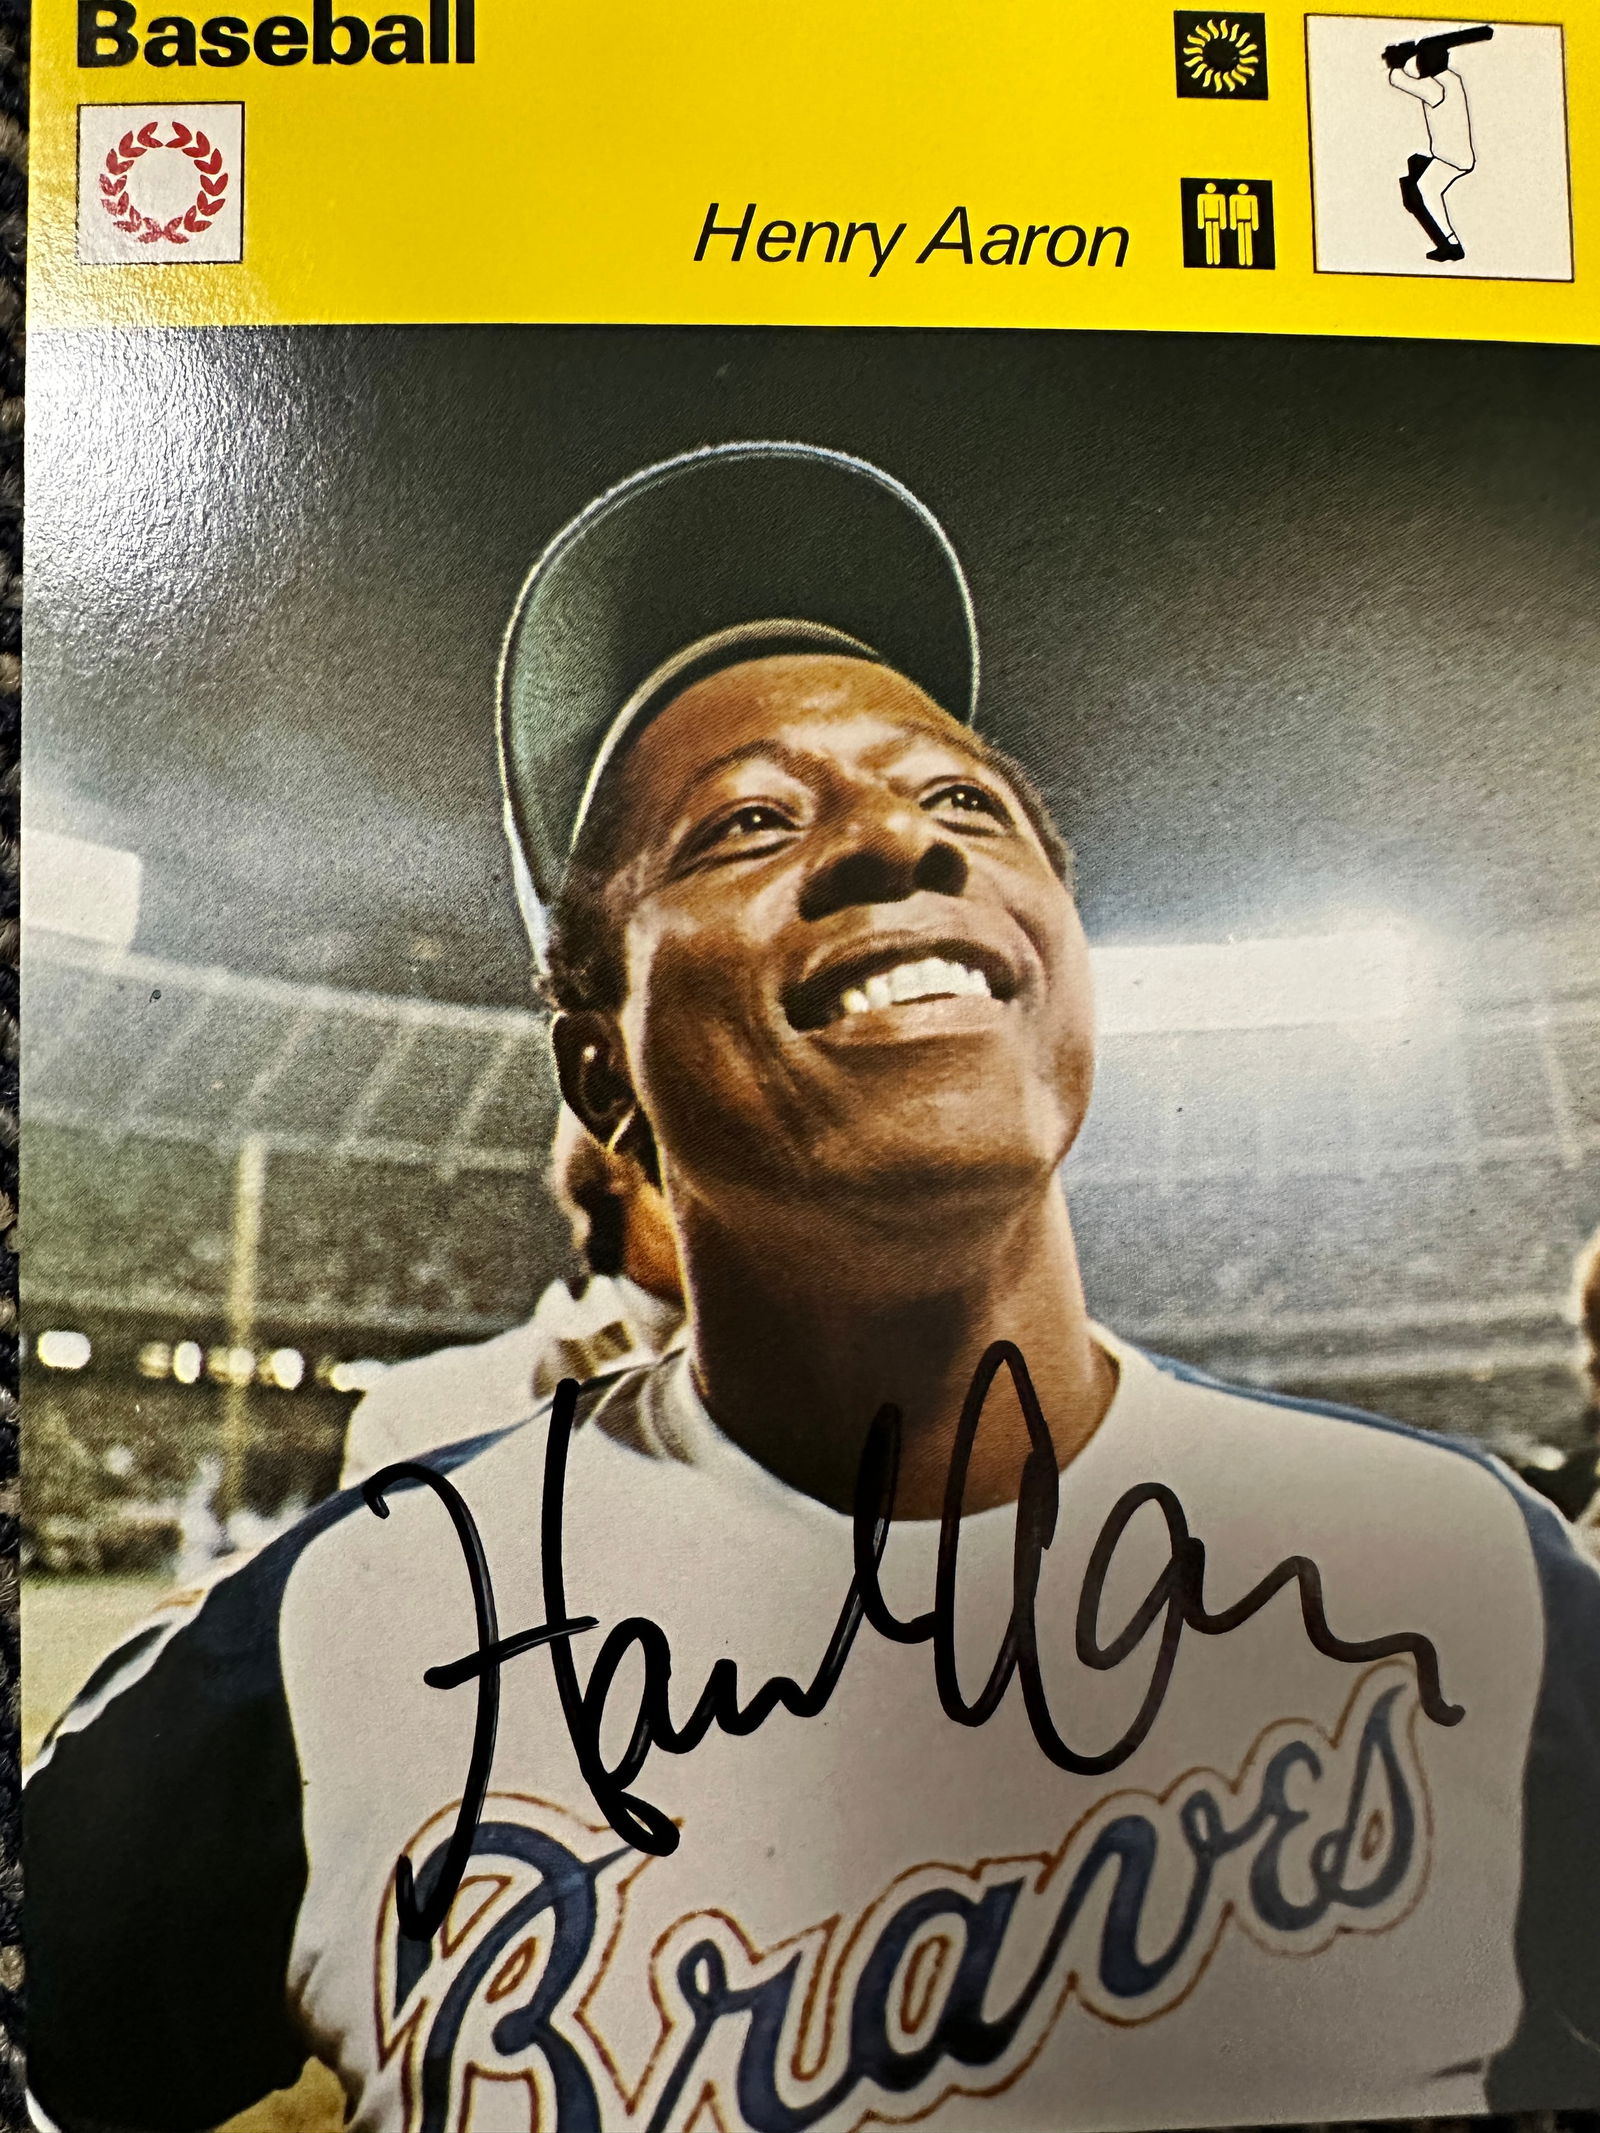 Baseball
Henry Aaron
Hank Aaron
Braves